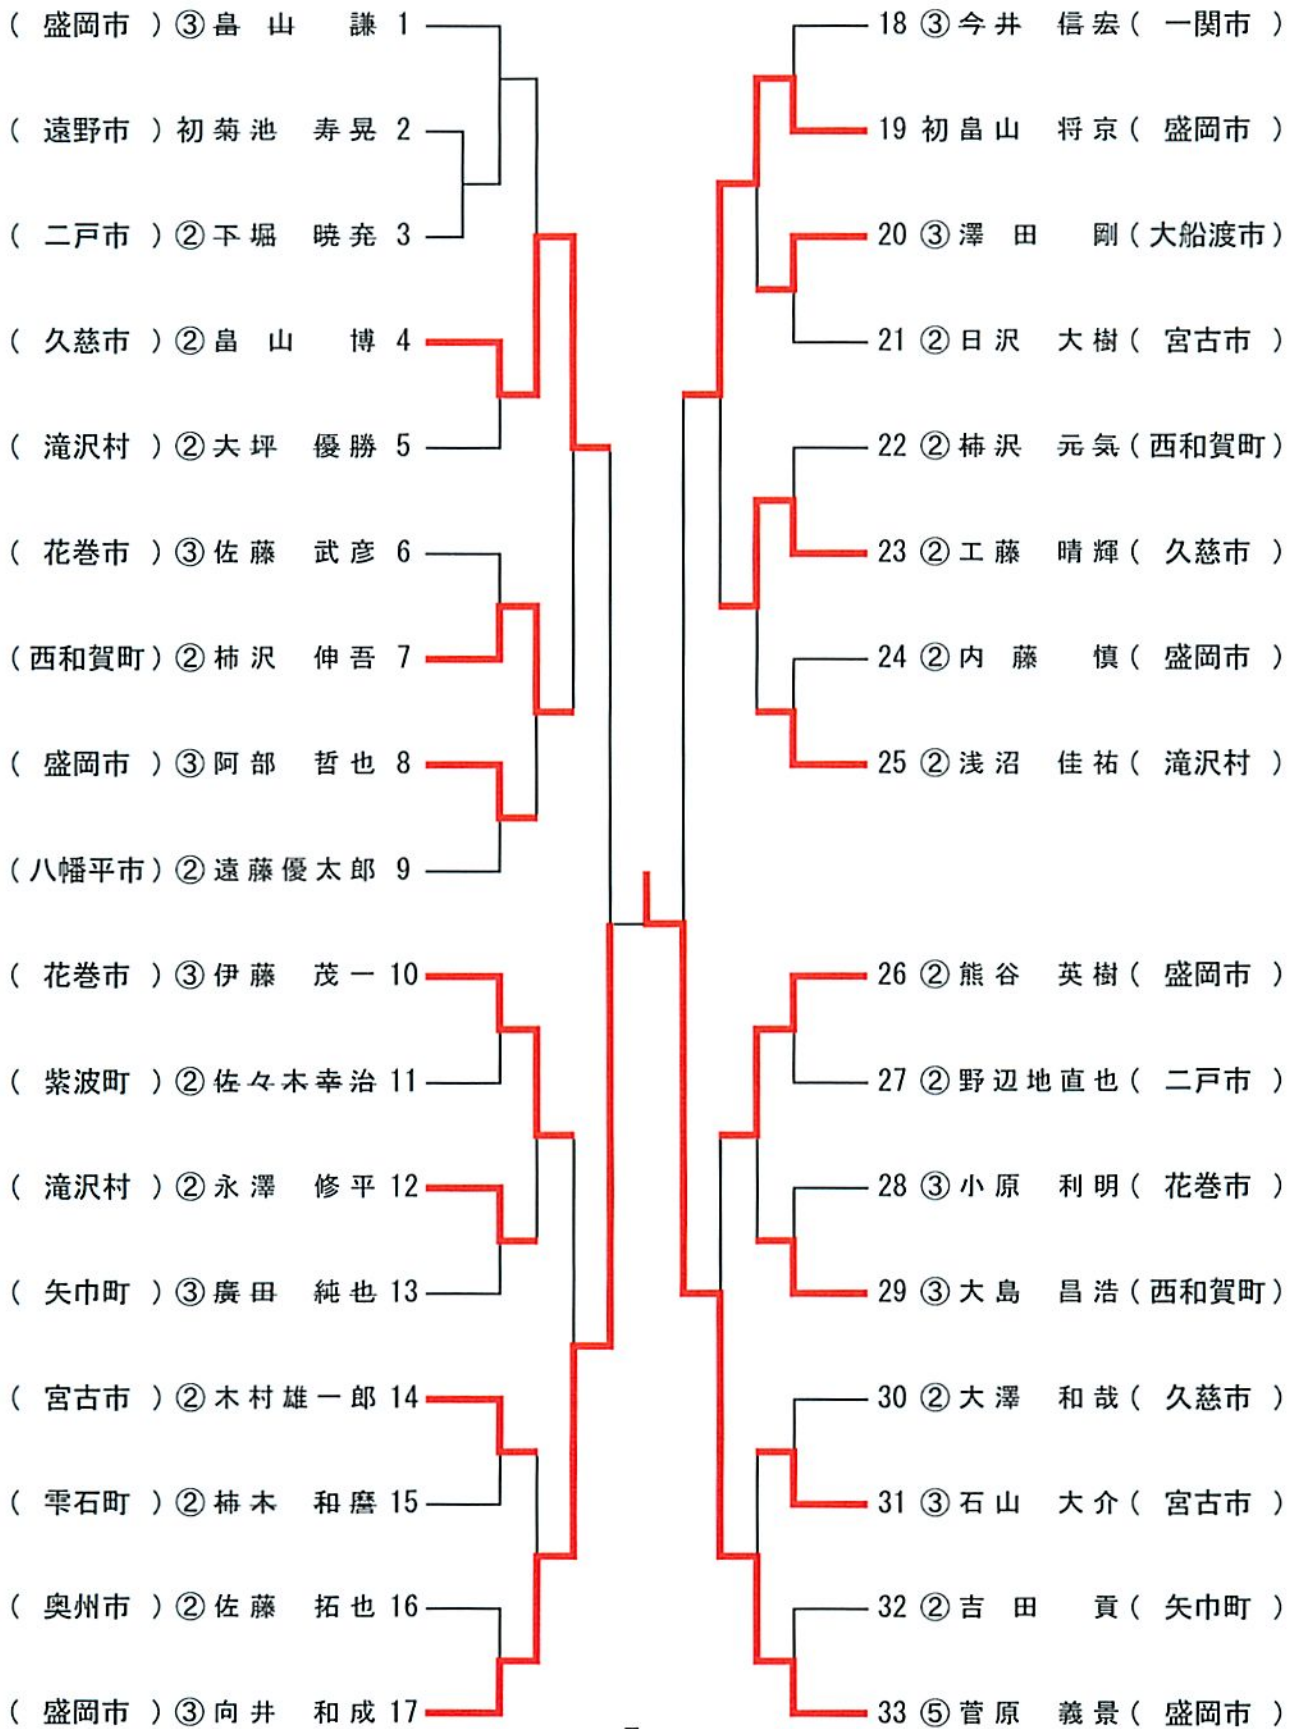 ( 盛岡市 ) ③ 畠山 謙 1
( 遠野市 ) 初 菊池 寿晃 2
( 二戸市 ) ② 下堀 暁充 3
( 久慈市 ) ② 畠山 博 4
( 滝沢村 ) ② 大坪 優勝 5
( 花巻市 ) ③ 佐藤 武彦 6
( 西和賀町 ) ② 柿沢 伸吾 7
( 盛岡市 ) ③ 阿部 哲也 8
( 八幡平市 ) ② 遠藤優太郎 9
( 花巻市 ) ③ 伊藤 茂一 10
( 紫波町 ) ② 佐々木幸治 11
( 滝沢村 ) ② 永澤 修平 12
( 矢巾町 ) ③ 廣田 純也 13
( 宮古市 ) ② 木村雄一郎 14
( 雫石町 ) ② 柿木 和麿 15
( 奥州市 ) ② 佐藤 拓也 16
( 盛岡市 ) ③ 向井 和成 17
18 ③ 今井 信宏 ( 一関市 )
19 初 畠山 将京 ( 盛岡市 )
20 ③ 澤田 剛 ( 大船渡市 )
21 ② 日沢 大樹 ( 宮古市 )
22 ② 柿沢 元気 ( 西和賀町 )
23 ② 工藤 晴輝 ( 久慈市 )
24 ② 内藤 慎 ( 盛岡市 )
25 ② 浅沼 佳祐 ( 滝沢村 )
26 ② 熊谷 英樹 ( 盛岡市 )
27 ② 野辺地直也 ( 二戸市 )
28 ③ 小原 利明 ( 花巻市 )
29 ③ 大島 昌浩 ( 西和賀町 )
30 ② 大澤 和哉 ( 久慈市 )
31 ③ 石山 大介 ( 宮古市 )
32 ② 吉田 貢 ( 矢巾町 )
33 ⑤ 菅原 義景 ( 盛岡市 )